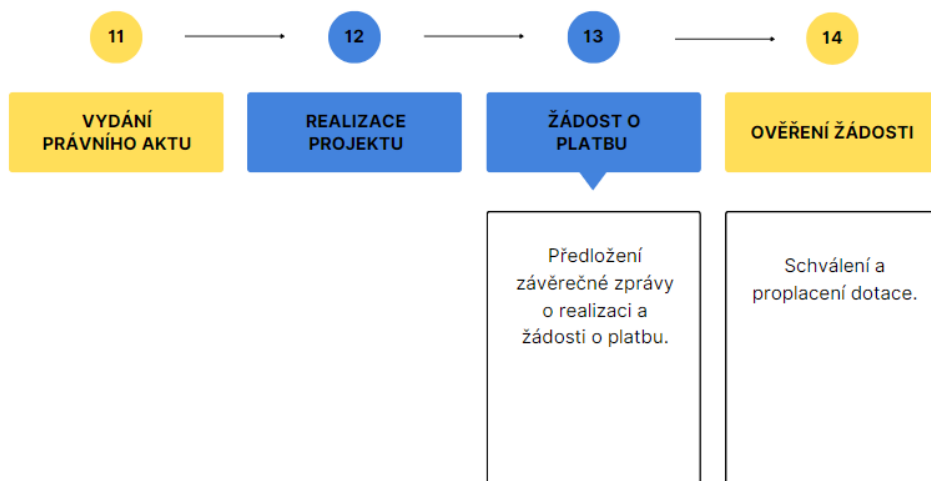 11
12
13
14
VYDÁNÍ
PRÁVNÍHO AKTU
REALIZACE
PROJEKTU
ŽÁDOST O
PLATBU
OVĚŘENÍ ŽÁDOSTI
Předložení
závěrečné zprávy
o realizaci a
žádosti o platbu.
Schválení a
proplacení dotace.